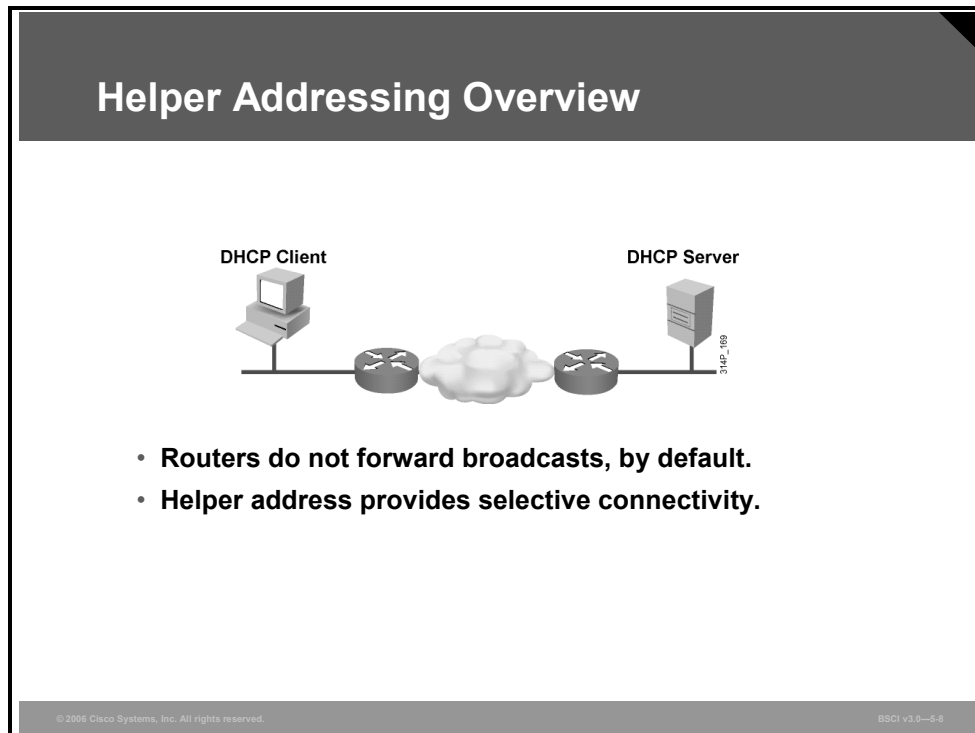 Helper Addressing Overview
DHCP Client
DHCP Server
314P_169
• Routers do not forward broadcasts, by default.
• Helper address provides selective connectivity.
© 2006 Cisco Systems, Inc. All rights reserved.
BSCI v3.0—5-8